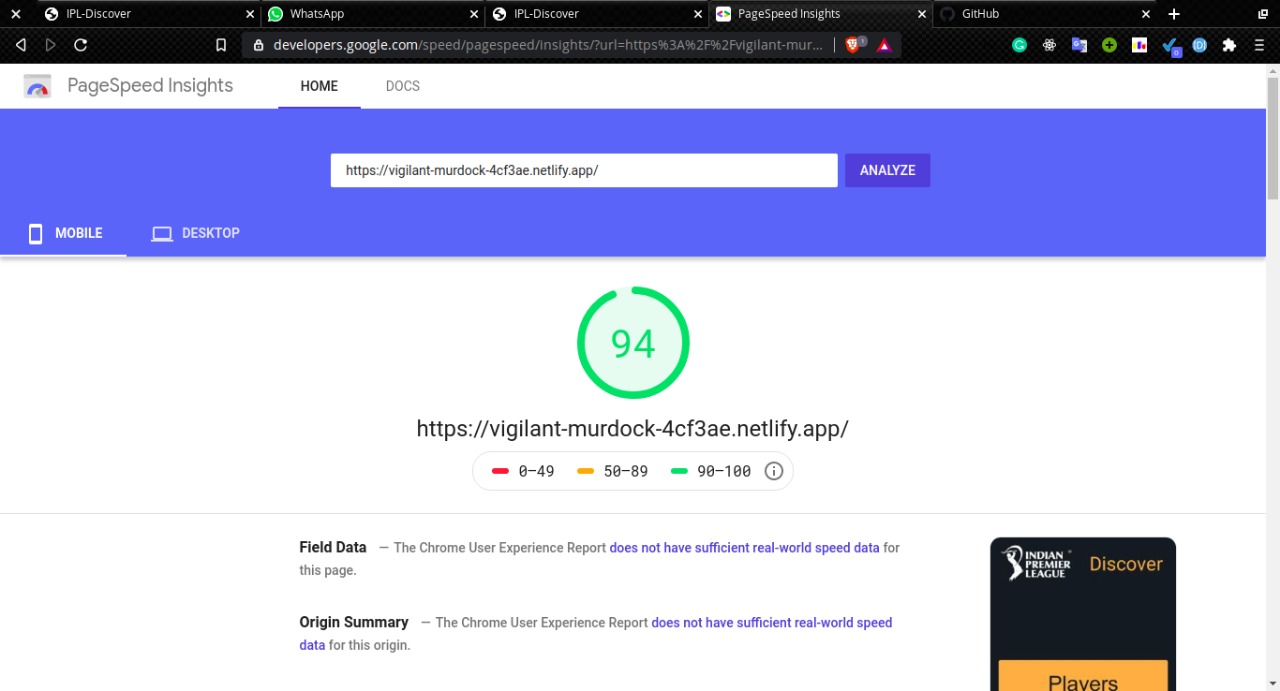 IPL-Discover
WhatsApp
IPL-Discover
PageSpeed Insights
GitHub
developers.google.com/speed/pagespeed/insights/?url=https%3A%2F%2Fvigilant-mur...
PageSpeed Insights
HOME
DOCS
https://vigilant-murdock-4cf3ae.netlify.app/
ANALYZE
MOBILE
DESKTOP
94
https://vigilant-murdock-4cf3ae.netlify.app/
0–49
50–89
90–100
Field Data — The Chrome User Experience Report does not have sufficient real-world speed data for
this page.
Origin Summary — The Chrome User Experience Report does not have sufficient real-world speed
data for this origin.
INDIAN
PREMIER
LEAGUE
Discover
Players